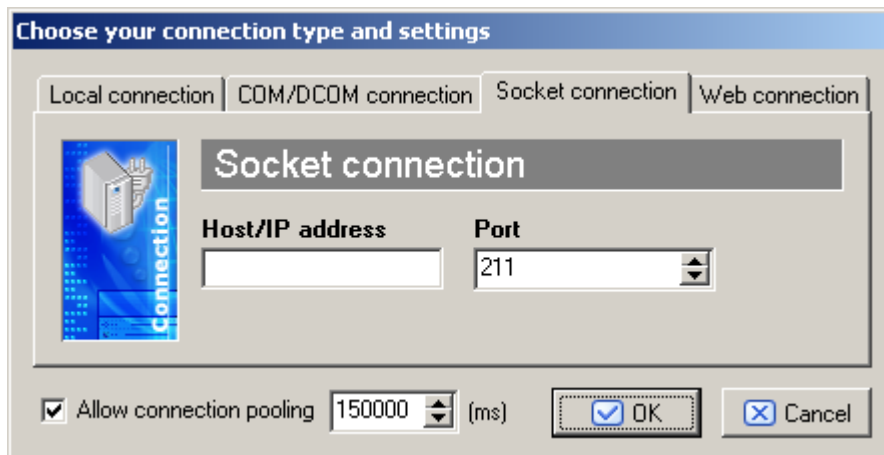 Choose your connection type and settings
Local connection COM/DCOM connection Socket connection Web connection
Socket connection
Connection
Host/IP address Port
211
Allow connection pooling 150000 (ms) OK Cancel